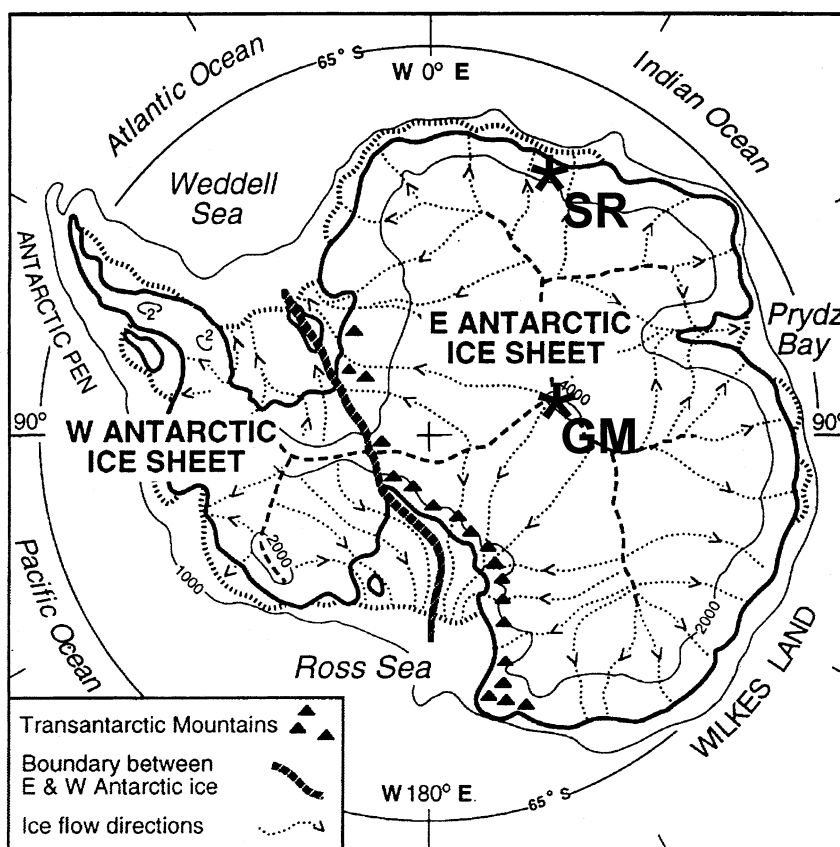 65° S
W 0° E
Atlantic Ocean
Indian Ocean
Weddell
Sea
SR
ANTARCTIC PEN
E ANTARCTIC
ICE SHEET
Prydz
Bay
4000
GM
90°
W ANTARCTIC
ICE SHEET
90°
2000
1000
Pacific Ocean
2000
Ross Sea
WILKES LAND
Transantarctic Mountains
Boundary between
E & W Antarctic ice
Ice flow directions
W 180° E.
65° S